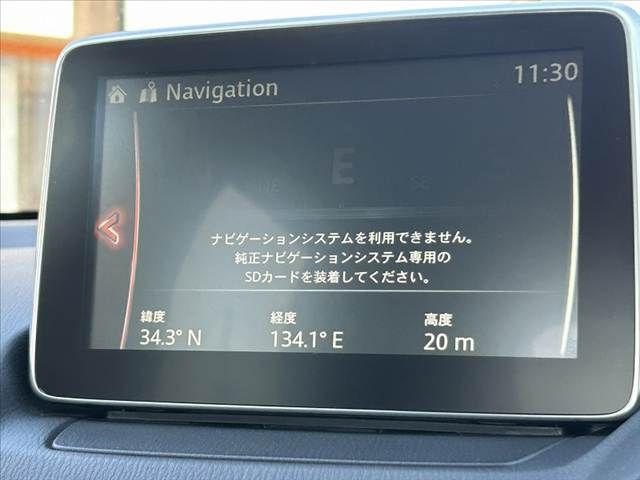 Navigation
11:30
NE
E
ナビゲーションシステムを利用できません。
純正ナビゲーションシステム専用の
SDカードを装着してください。
緯度
経度
高度
34.3° N
134.1° E
20 m